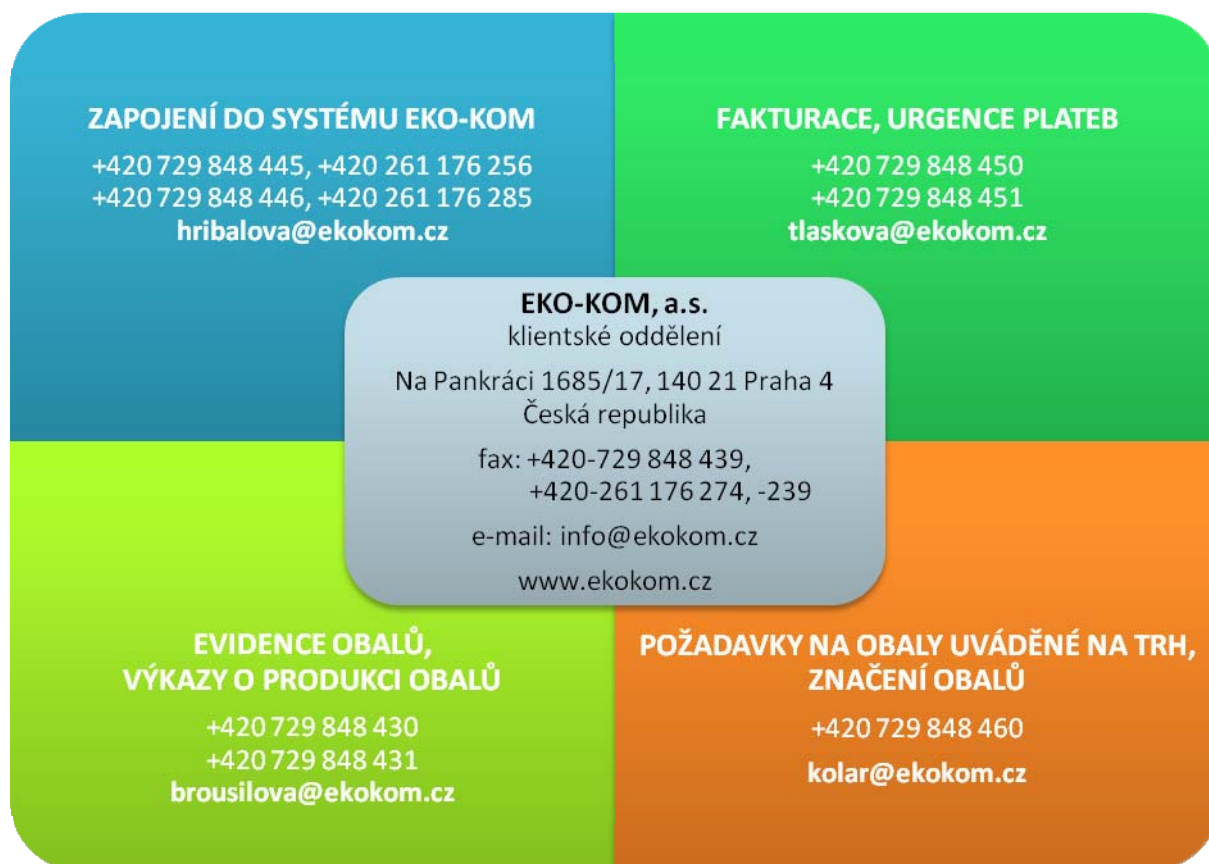 ZAPOJENÍ DO SYSTÉMU EKO-KOM
+420 729 848 445, +420 261 176 256
+420 729 848 446, +420 261 176 285
hribalova@ekokom.cz
FAKTURACE, URGENCE PLATEB
+420 729 848 450
+420 729 848 451
tlaskova@ekokom.cz
EKO-KOM, a.s.
klientské oddělení
Na Pankráci 1685/17, 140 21 Praha 4
Česká republika
fax: +420-729 848 439,
+420-261 176 274, -239
e-mail: info@ekokom.cz
www.ekokom.cz
EVIDENCE OBALŮ,
VÝKAZY O PRODUKCI OBALŮ
+420 729 848 430
+420 729 848 431
brousilova@ekokom.cz
POŽADAVKY NA OBALY UVÁDĚNÉ NA TRH,
ZNAČENÍ OBALŮ
+420 729 848 460
kolar@ekokom.cz